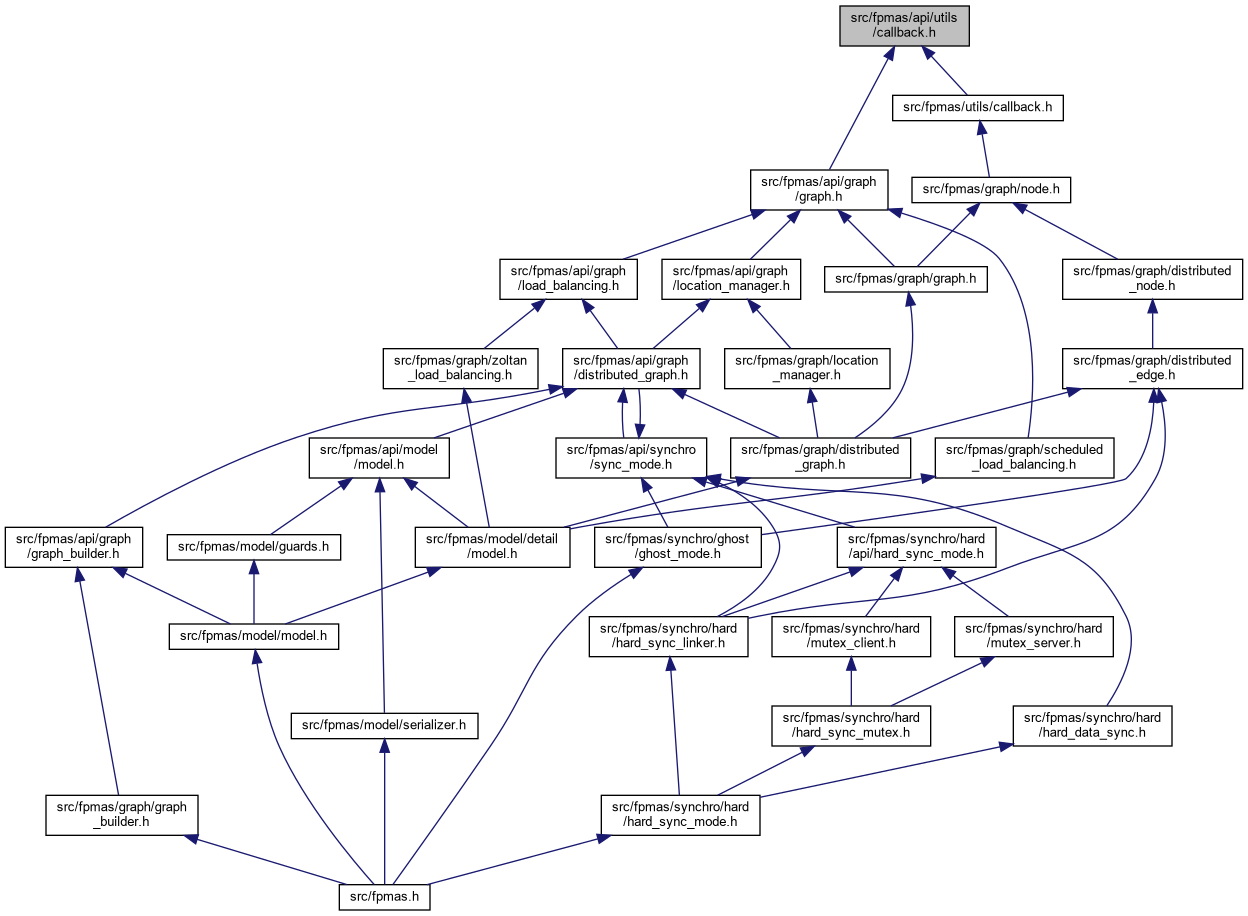 src/fpmas/api/utils
/callback.h
src/fpmas/utils/callback.h
src/fpmas/api/graph
/graph.h
src/fpmas/graph/node.h
src/fpmas/api/graph
/load_balancing.h
src/fpmas/api/graph
/location_manager.h
src/fpmas/graph/graph.h
src/fpmas/graph/distributed
_node.h
src/fpmas/graph/zoltan
_load_balancing.h
src/fpmas/api/graph
/distributed_graph.h
src/fpmas/graph/location
_manager.h
src/fpmas/graph/distributed
_edge.h
src/fpmas/api/model
/model.h
src/fpmas/api/synchro
/sync_mode.h
src/fpmas/graph/distributed
_graph.h
src/fpmas/graph/scheduled
_load_balancing.h
src/fpmas/api/graph
/graph_builder.h
src/fpmas/model/guards.h
src/fpmas/model/detail
/model.h
src/fpmas/synchro/ghost
/ghost_mode.h
src/fpmas/synchro/hard
/api/hard_sync_mode.h
src/fpmas/model/model.h
src/fpmas/synchro/hard
/hard_sync_linker.h
src/fpmas/synchro/hard
/mutex_client.h
src/fpmas/synchro/hard
/mutex_server.h
src/fpmas/model/serializer.h
src/fpmas/synchro/hard
/hard_sync_mutex.h
src/fpmas/synchro/hard
/hard_data_sync.h
src/fpmas/graph/graph
_builder.h
src/fpmas/synchro/hard
/hard_sync_mode.h
src/fpmas.h